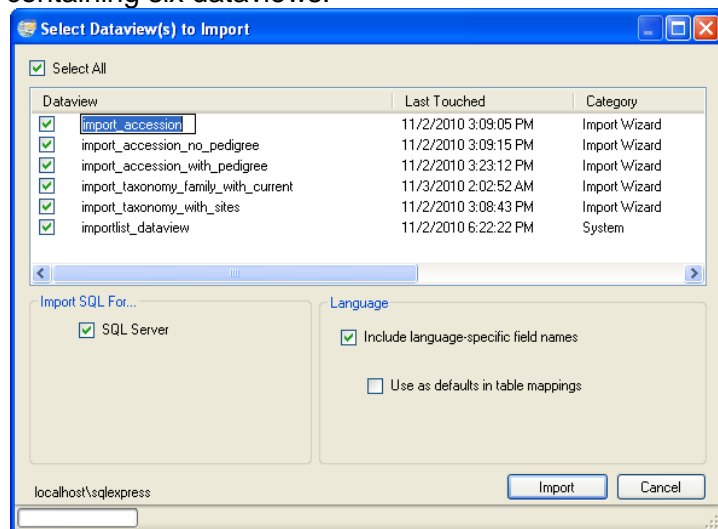 containing six dataviews.
Select Dataview(s) to Import
Select All
Dataview Last Touched Category
import_accession 11/2/2010 3:09:05 PM Import Wizard
import_accession_no_pedigree 11/2/2010 3:09:15 PM Import Wizard
import_accession_with_pedigree 11/2/2010 3:23:12 PM Import Wizard
import_taxonomy_family_with_current 11/3/2010 2:02:52 AM Import Wizard
import_taxonomy_with_sites 11/2/2010 3:08:43 PM Import Wizard
importlist_dataview 11/2/2010 6:22:22 PM System
Import SQL For... Language
SQL Server
Include language-specific field names
Use as defaults in table mappings
localhost\sqlexpress Import Cancel